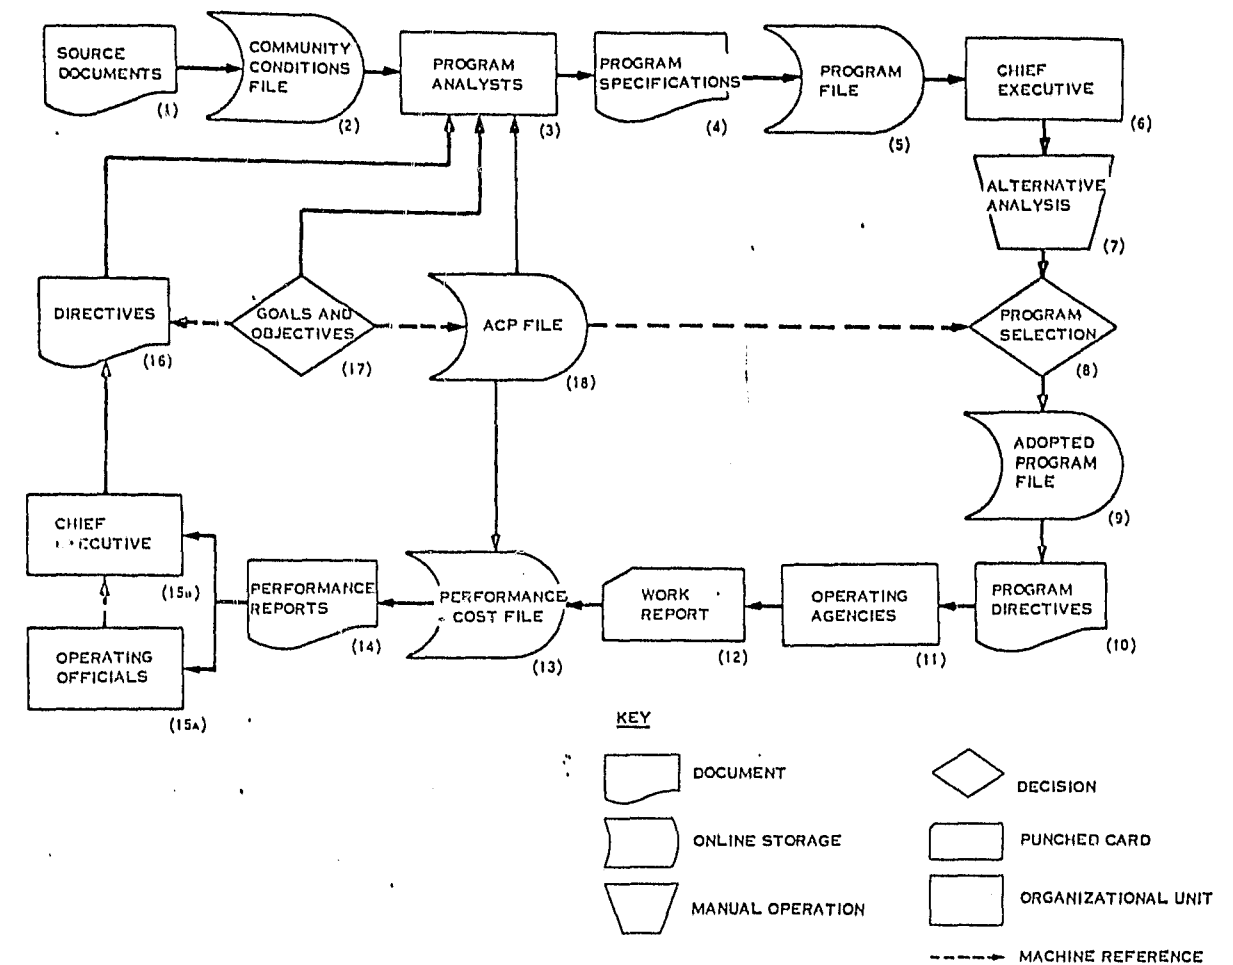 SOURCE
DOCUMENTS
(1)
COMMUNITY
CONDITIONS
FILE
(2)
PROGRAM
ANALYSTS
(3)
PROGRAM
SPECIFICATIONS
(4)
PROGRAM
FILE
(5)
CHIEF
EXECUTIVE
(6)
ALTERNATIVE
ANALYSIS
(7)
DIRECTIVES
(16)
GOALS AND
OBJECTIVES
(17)
ACP FILE
(18)
PROGRAM
SELECTION
(8)
ADOPTED
PROGRAM
FILE
(9)
CHIEF
EXECUTIVE
(15B)
OPERATING
OFFICIALS
(15A)
PERFORMANCE
REPORTS
(14)
PERFORMANCE
COST FILE
(13)
WORK
REPORT
(12)
OPERATING
AGENCIES
(11)
PROGRAM
DIRECTIVES
(10)
KEY
DOCUMENT
ONLINE STORAGE
MANUAL OPERATION
DECISION
PUNCHED CARD
ORGANIZATIONAL UNIT
MACHINE REFERENCE